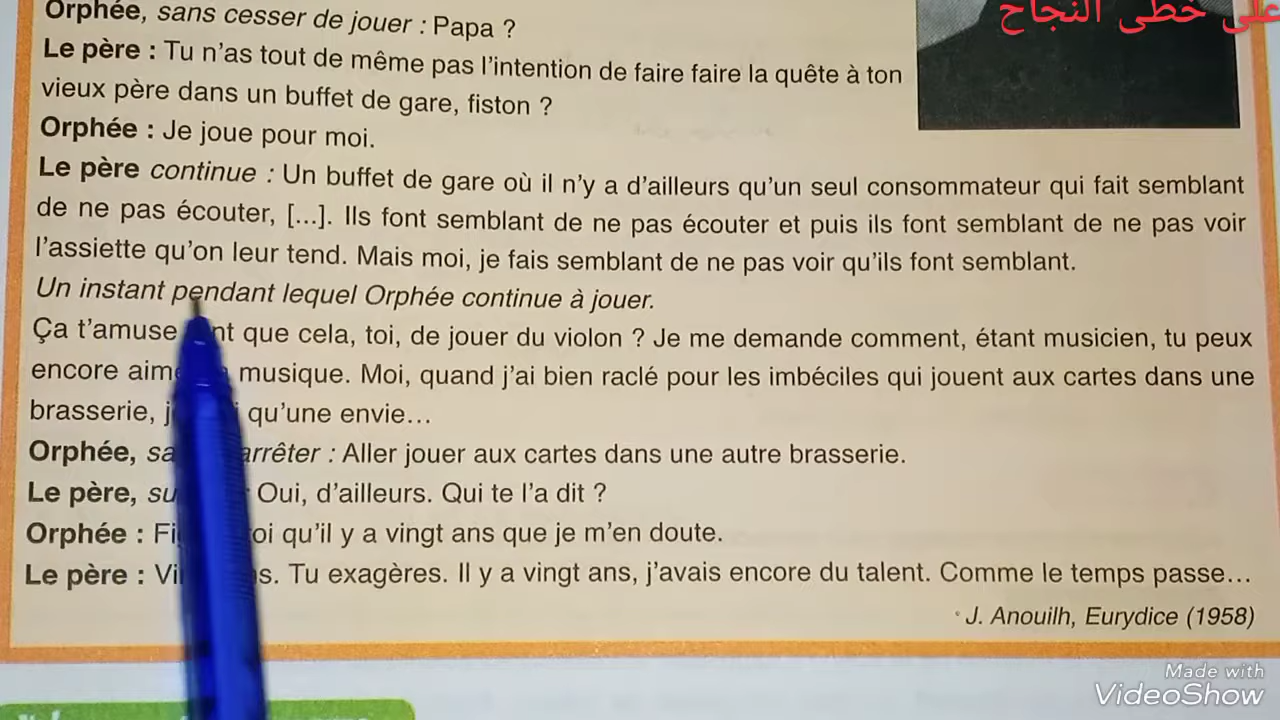 على خطى النجاح
Orphée, sans cesser de jouer : Papa ?
Le père : Tu n'as tout de même pas l'intention de faire faire la quête à ton
vieux père dans un buffet de gare, fiston ?
Orphée : Je joue pour moi.
Le père continue : Un buffet de gare où il n'y a d'ailleurs qu'un seul consommateur qui fait semblant
de ne pas écouter, [...]. Ils font semblant de ne pas écouter et puis ils font semblant de ne pas voir
l'assiette qu'on leur tend. Mais moi, je fais semblant de ne pas voir qu'ils font semblant.
Un instant pendant lequel Orphée continue à jouer.
Ça t'amuse que cela, toi, de jouer du violon ? Je me demande comment, étant musicien, tu peux
encore musique. Moi, quand j'ai bien raclé pour les imbéciles qui jouent aux cartes dans une
brasserie, qu'une envie...
Orphée, arrêter : Aller jouer aux cartes dans une autre brasserie.
Le père, Oui, d'ailleurs. Qui te l'a dit ?
Orphée : qu'il y a vingt ans que je m'en doute.
Le père : Tu exagères. Il y a vingt ans, j'avais encore du talent. Comme le temps passe...
J. Anouilh, Eurydice (1958)
Made with
VideoShow